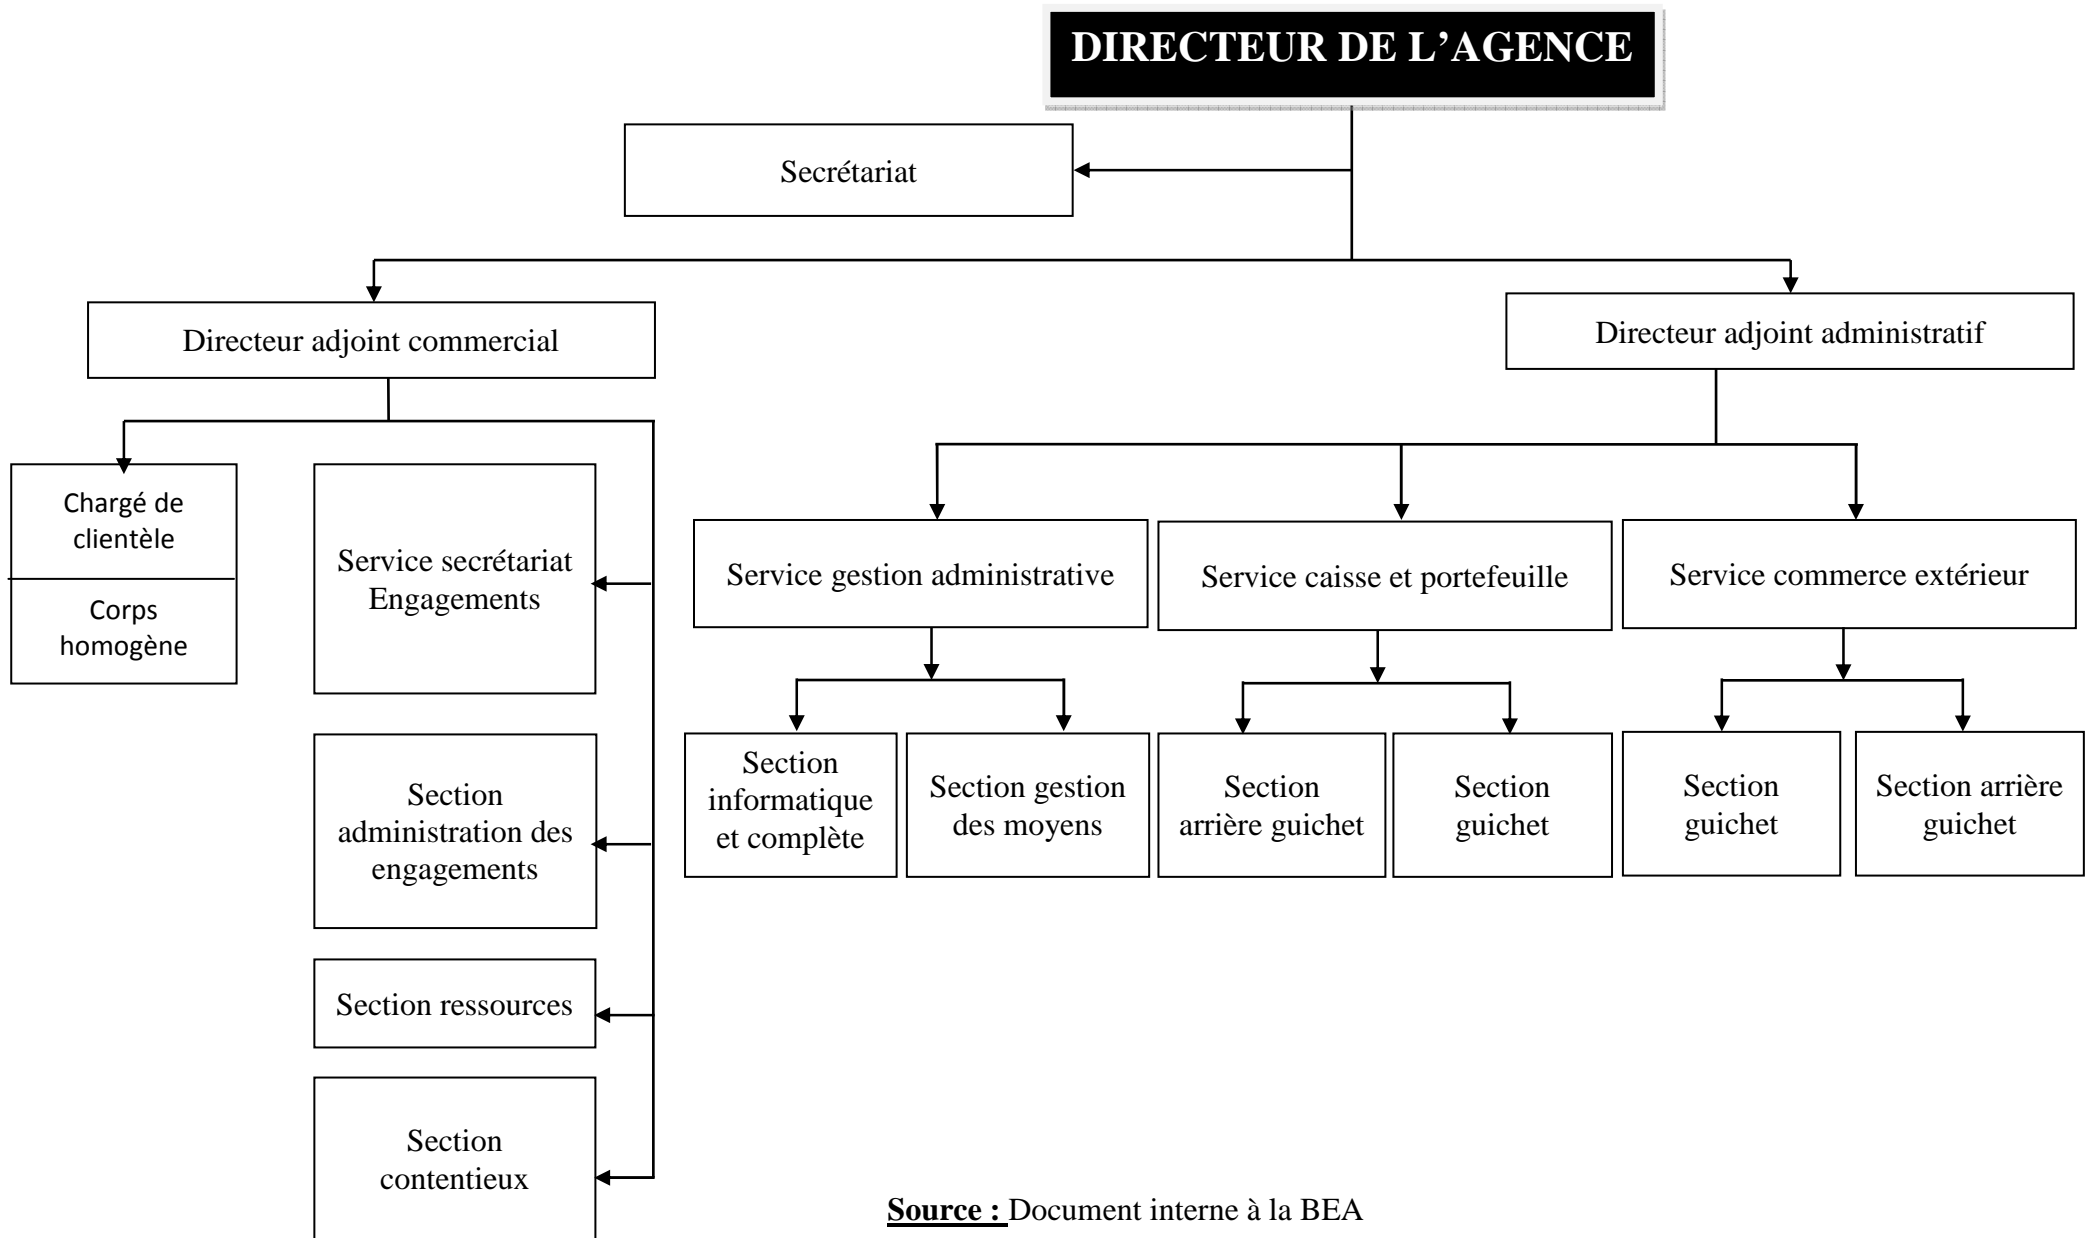 DIRECTEUR DE L’AGENCE
Secrétariat
Directeur adjoint commercial
Directeur adjoint administratif
Chargé de
clientèle
Corps
homogène
Service secrétariat
Engagements
Section
administration des
engagements
Section ressources
Section
contentieux
Service gestion administrative
Service caisse et portefeuille
Service commerce extérieur
Section
informatique
et complète
Section gestion
des moyens
Section
arrière guichet
Section
guichet
Section
guichet
Section arrière
guichet
Source : Document interne à la BEA